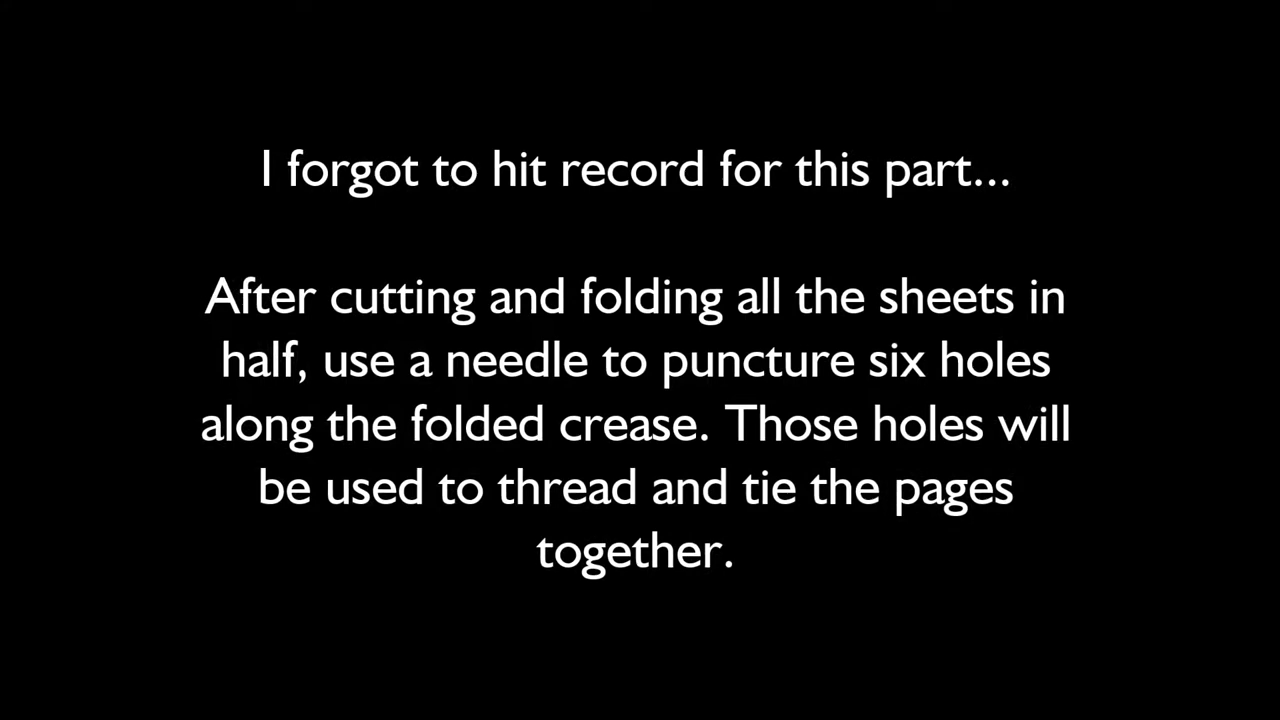 I forgot to hit record for this part...
After cutting and folding all the sheets in
half, use a needle to puncture six holes
along the folded crease. Those holes will
be used to thread and tie the pages
together.